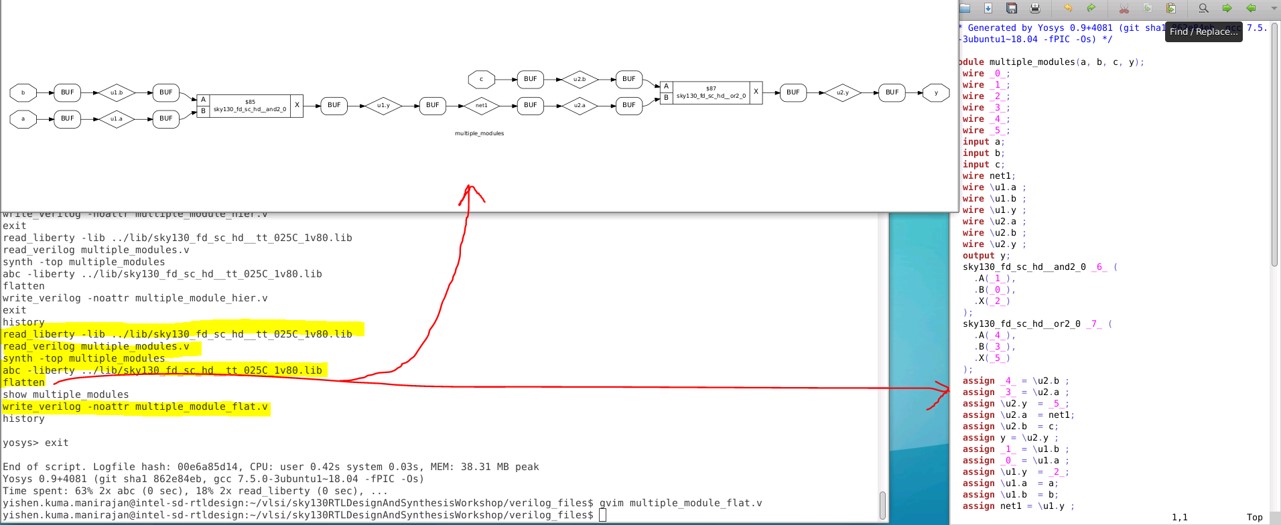 b BUF u1.b BUF
a BUF u1.a BUF
A B $85 sky130_fd_sc_hd__and2_0 X
BUF u1.y BUF net1 u2.a BUF
c BUF u2.b BUF
A B $87 sky130_fd_sc_hd__or2_0 X
BUF u2.y BUF y
multiple_modules
write_verilog -noattr multiple_module_hier.v
exit
read_liberty -lib ../lib/sky130_fd_sc_hd__tt_025C_1v80.lib
read_verilog multiple_modules.v
synth -top multiple_modules
abc -liberty ../lib/sky130_fd_sc_hd__tt_025C_1v80.lib
flatten
write_verilog -noattr multiple_module_hier.v
exit
history
read_liberty -lib ../lib/sky130_fd_sc_hd__tt_025C_1v80.lib
read_verilog multiple_modules.v
synth -top multiple_modules
abc -liberty ../lib/sky130_fd_sc_hd__tt_025C_1v80.lib
flatten
show multiple_modules
write_verilog -noattr multiple_module_flat.v
history
yosys> exit
End of script. Logfile hash: 00e6a85d14, CPU: user 0.42s system 0.03s, MEM: 38.31 MB peak
Yosys 0.9+4081 (git sha1 862e84eb, gcc 7.5.0-3ubuntu1~18.04 -fPIC -Os)
Time spent: 63% 2x abc (0 sec), 18% 2x read_liberty (0 sec), ...
yishen.kuma.manirajan@intel-sd-rtldesign:~/vlsi/sky130RTLDesignAndSynthesisWorkshop/verilog_files$ gvim multiple_module_flat.v
yishen.kuma.manirajan@intel-sd-rtldesign:~/vlsi/sky130RTLDesignAndSynthesisWorkshop/verilog_files$
Find / Replace...
* Generated by Yosys 0.9+4081 (git sha1 7.5.
-3ubuntu1~18.04 -fPIC -Os) */
odule multiple_modules(a, b, c, y);
wire _0_;
wire _1_;
wire _2_;
wire _3_;
wire _4_;
wire _5_;
input a;
input b;
input c;
wire net1;
wire \u1.a ;
wire \u1.b ;
wire \u1.y ;
wire \u2.a ;
wire \u2.b ;
wire \u2.y ;
output y;
sky130_fd_sc_hd__and2_0 _6_ (
.A(_1_),
.B(_0_),
.X(_2_)
);
sky130_fd_sc_hd__or2_0 _7_ (
.A(_4_),
.B(_3_),
.X(_5_)
);
assign _4_ = \u2.b ;
assign _3_ = \u2.a ;
assign \u2.y = _5_;
assign \u2.a = net1;
assign \u2.b = c;
assign y = \u2.y ;
assign _1_ = \u1.b ;
assign _0_ = \u1.a ;
assign \u1.y = _2_;
assign \u1.a = a;
assign \u1.b = b;
assign net1 = \u1.y ;
1,1 Top